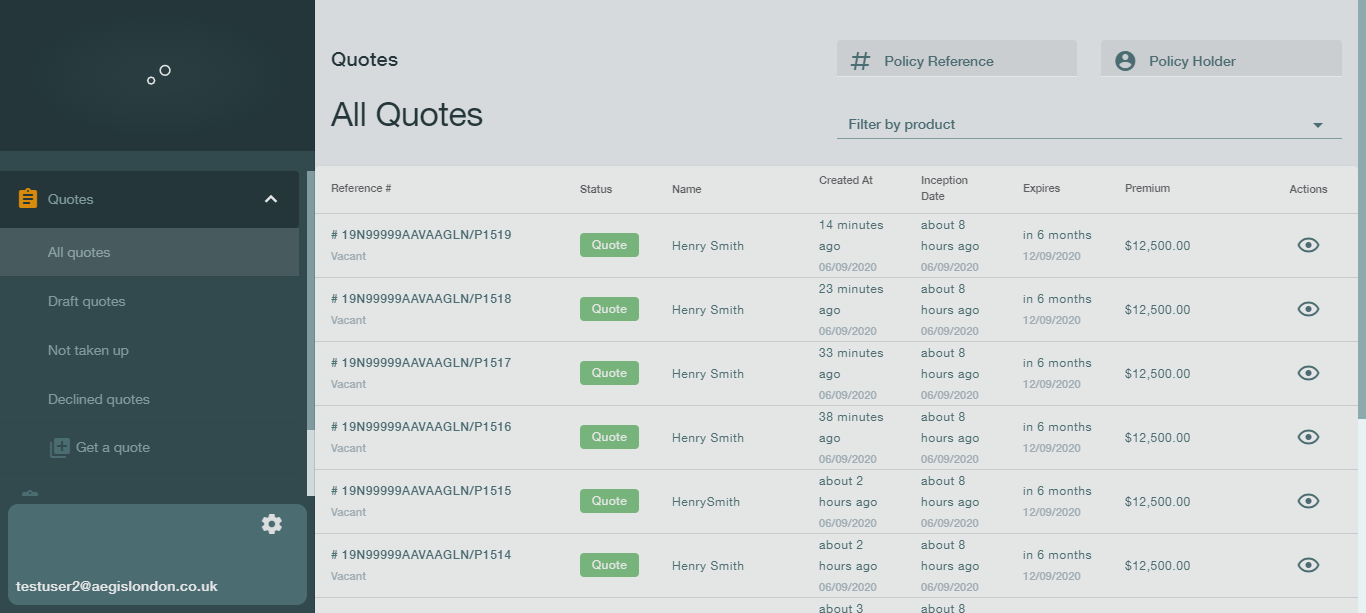 Quotes
All quotes
Draft quotes
Not taken up
Declined quotes
Get a quote
testuser2@aegislondon.co.uk
Quotes
All Quotes
Policy Reference
Policy Holder
Filter by product
Reference # Status Name Created At Inception Date Expires Premium Actions
# 19N99999AAVAAGLN/P1519 Quote Henry Smith 14 minutes ago about 8 hours ago in 6 months $12,500.00
Vacant 06/09/2020 06/09/2020 12/09/2020
# 19N99999AAVAAGLN/P1518 Quote Henry Smith 23 minutes ago about 8 hours ago in 6 months $12,500.00
Vacant 06/09/2020 06/09/2020 12/09/2020
# 19N99999AAVAAGLN/P1517 Quote Henry Smith 33 minutes ago about 8 hours ago in 6 months $12,500.00
Vacant 06/09/2020 06/09/2020 12/09/2020
# 19N99999AAVAAGLN/P1516 Quote Henry Smith 38 minutes ago about 8 hours ago in 6 months $12,500.00
Vacant 06/09/2020 06/09/2020 12/09/2020
# 19N99999AAVAAGLN/P1515 Quote HenrySmith about 2 hours ago about 8 hours ago in 6 months $12,500.00
Vacant 06/09/2020 06/09/2020 12/09/2020
# 19N99999AAVAAGLN/P1514 Quote Henry Smith about 2 hours ago about 8 hours ago in 6 months $12,500.00
Vacant 06/09/2020 06/09/2020 12/09/2020
about 3 about 8